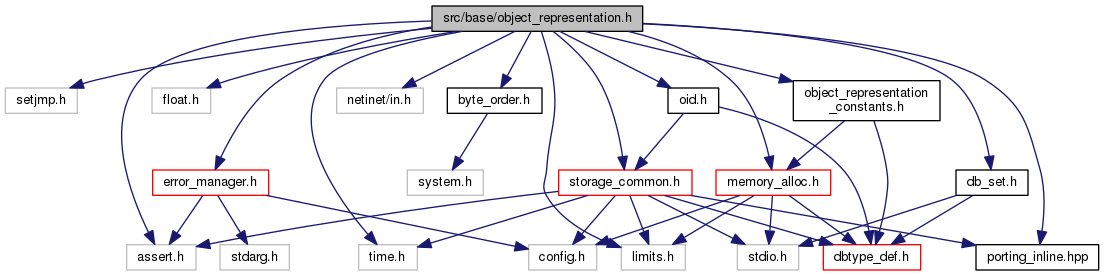 src/base/object_representation.h
setjmp.h
float.h
netinet/in.h
byte_order.h
oid.h
object_representation
_constants.h
error_manager.h
system.h
storage_common.h
memory_alloc.h
db_set.h
assert.h
stdarg.h
time.h
config.h
limits.h
stdio.h
dbtype_def.h
porting_inline.hpp